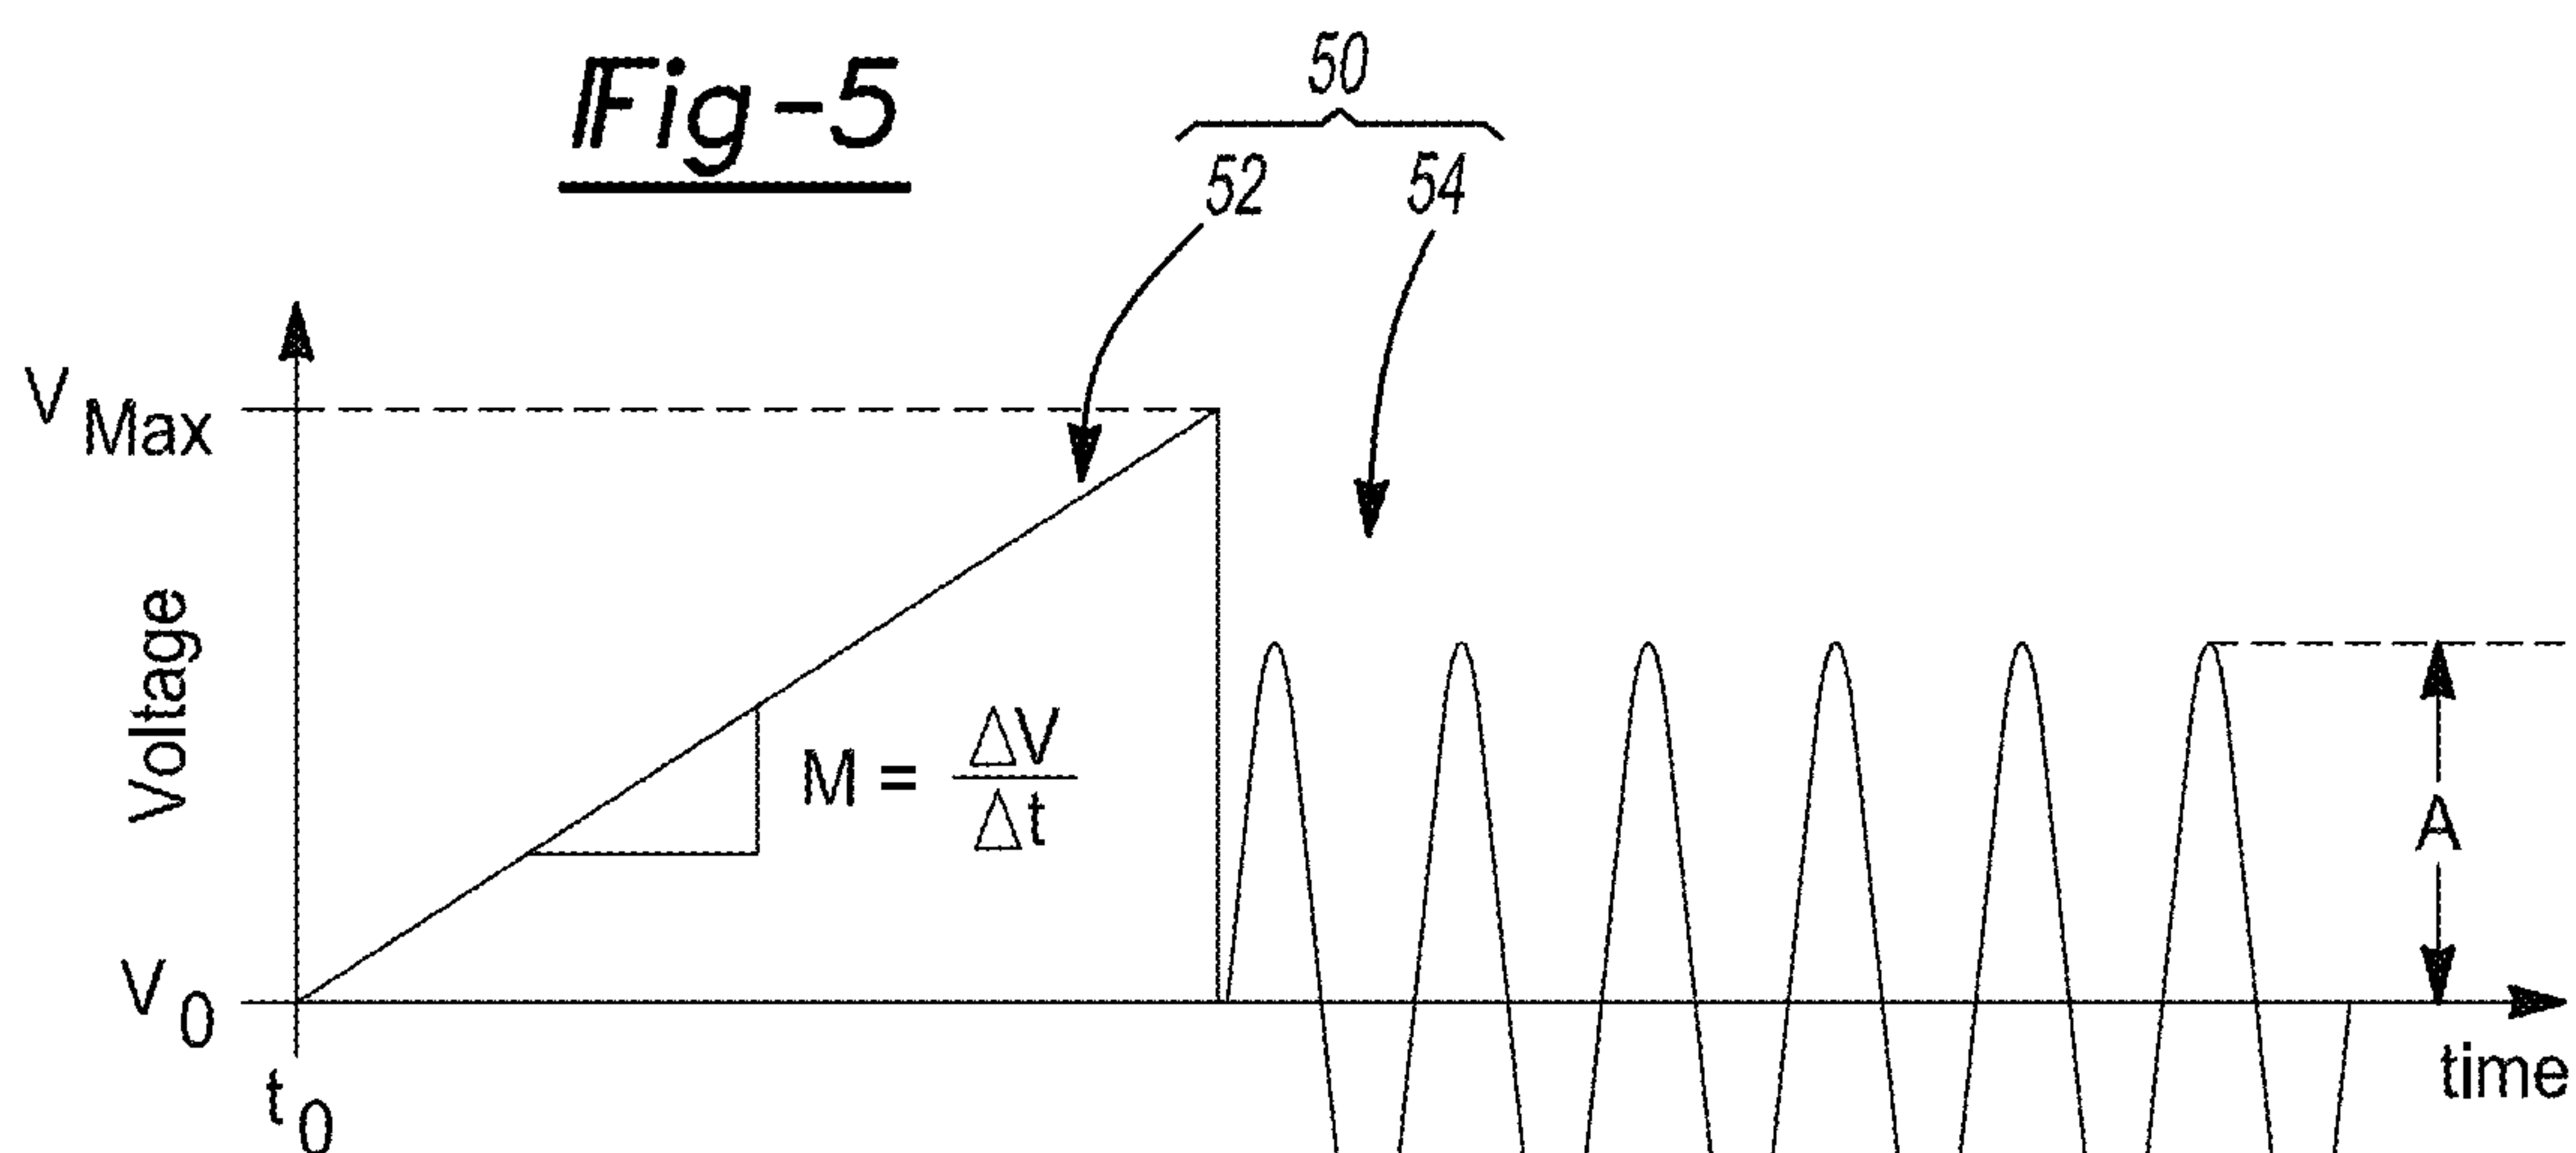 Fig-5
50
52 54
V Max
Voltage
M = ΔV/Δt
A
V 0
time
t 0